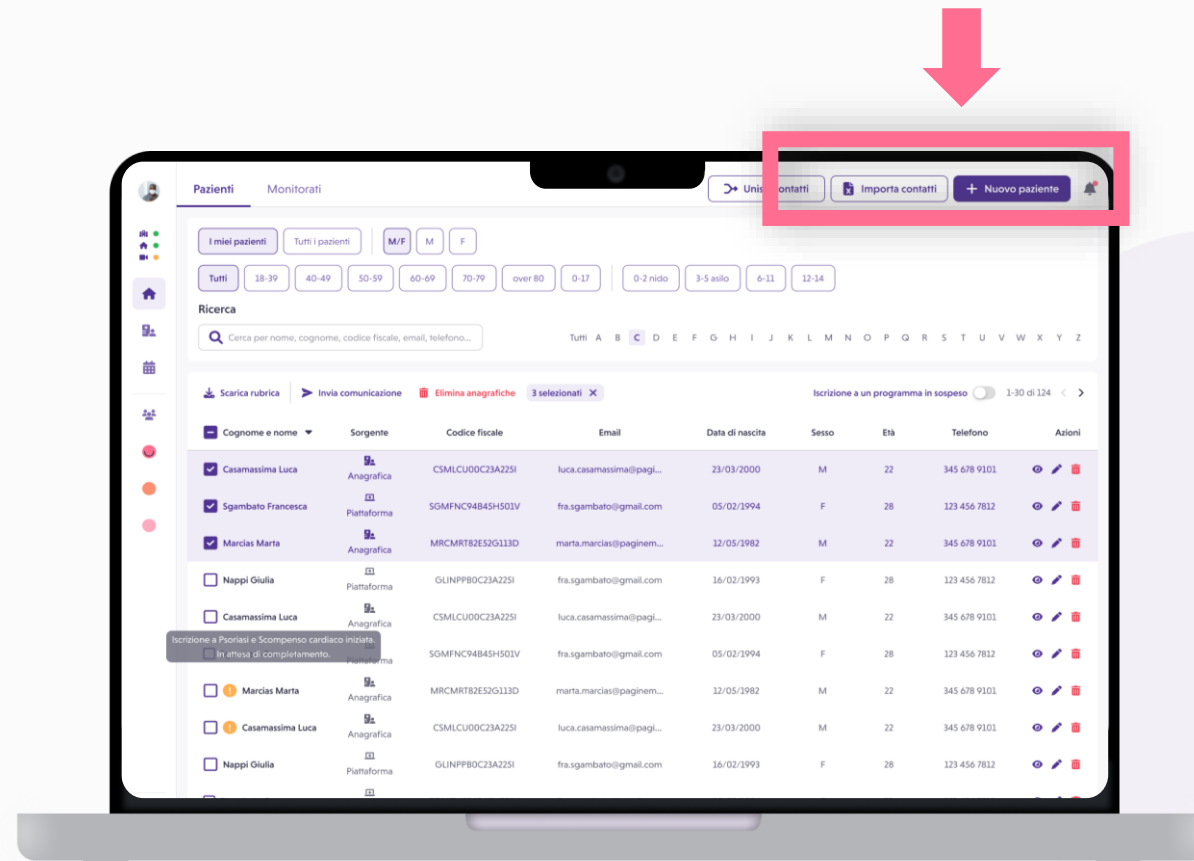 Pazienti Monitorati Unisci contatti Importa contatti + Nuovo paziente
I miei pazienti Tutti i pazienti M/F M F
Tutti 18-39 40-49 50-59 60-69 70-79 over 80 0-17 0-2 nido 3-5 asilo 6-11 12-14
Ricerca
Cerca per nome, cognome, codice fiscale, email, telefono... Tutti A B C D E F G H I J K L M N O P Q R S T U V W X Y Z
Scarica rubrica Invia comunicazione Elimina anagrafiche 3 selezionati X Iscrizione a un programma in sospeso 1-30 di 124 < >
Cognome e nome Sorgente Codice fiscale Email Data di nascita Sesso Età Telefono Azioni
Casamassima Luca Anagrafica CSMLCU00C23A225I luca.casamassima@pagi... 23/03/2000 M 22 345 678 9101
Sgambato Francesca Piattaforma SGMFNC94B45H501V fra.sgambato@gmail.com 05/02/1994 F 28 123 456 7812
Marcias Marta Anagrafica MRCMRT82E52G113D marta.marcias@paginem... 12/05/1982 M 22 345 678 9101
Nappi Giulia Piattaforma GLINPPB0C23A225I fra.sgambato@gmail.com 16/02/1993 F 28 123 456 7812
Casamassima Luca Anagrafica CSMLCU00C23A225I luca.casamassima@pagi... 23/03/2000 M 22 345 678 9101
Iscrizione a Psoriasi e Scompenso cardiaco iniziata.
In attesa di completamento. Piattaforma SGMFNC94B45H501V fra.sgambato@gmail.com 05/02/1994 F 28 123 456 7812
Marcias Marta Anagrafica MRCMRT82E52G113D marta.marcias@paginem... 12/05/1982 M 22 345 678 9101
Casamassima Luca Anagrafica CSMLCU00C23A225I luca.casamassima@pagi... 23/03/2000 M 22 345 678 9101
Nappi Giulia Piattaforma GLINPPB0C23A225I fra.sgambato@gmail.com 16/02/1993 F 28 123 456 7812